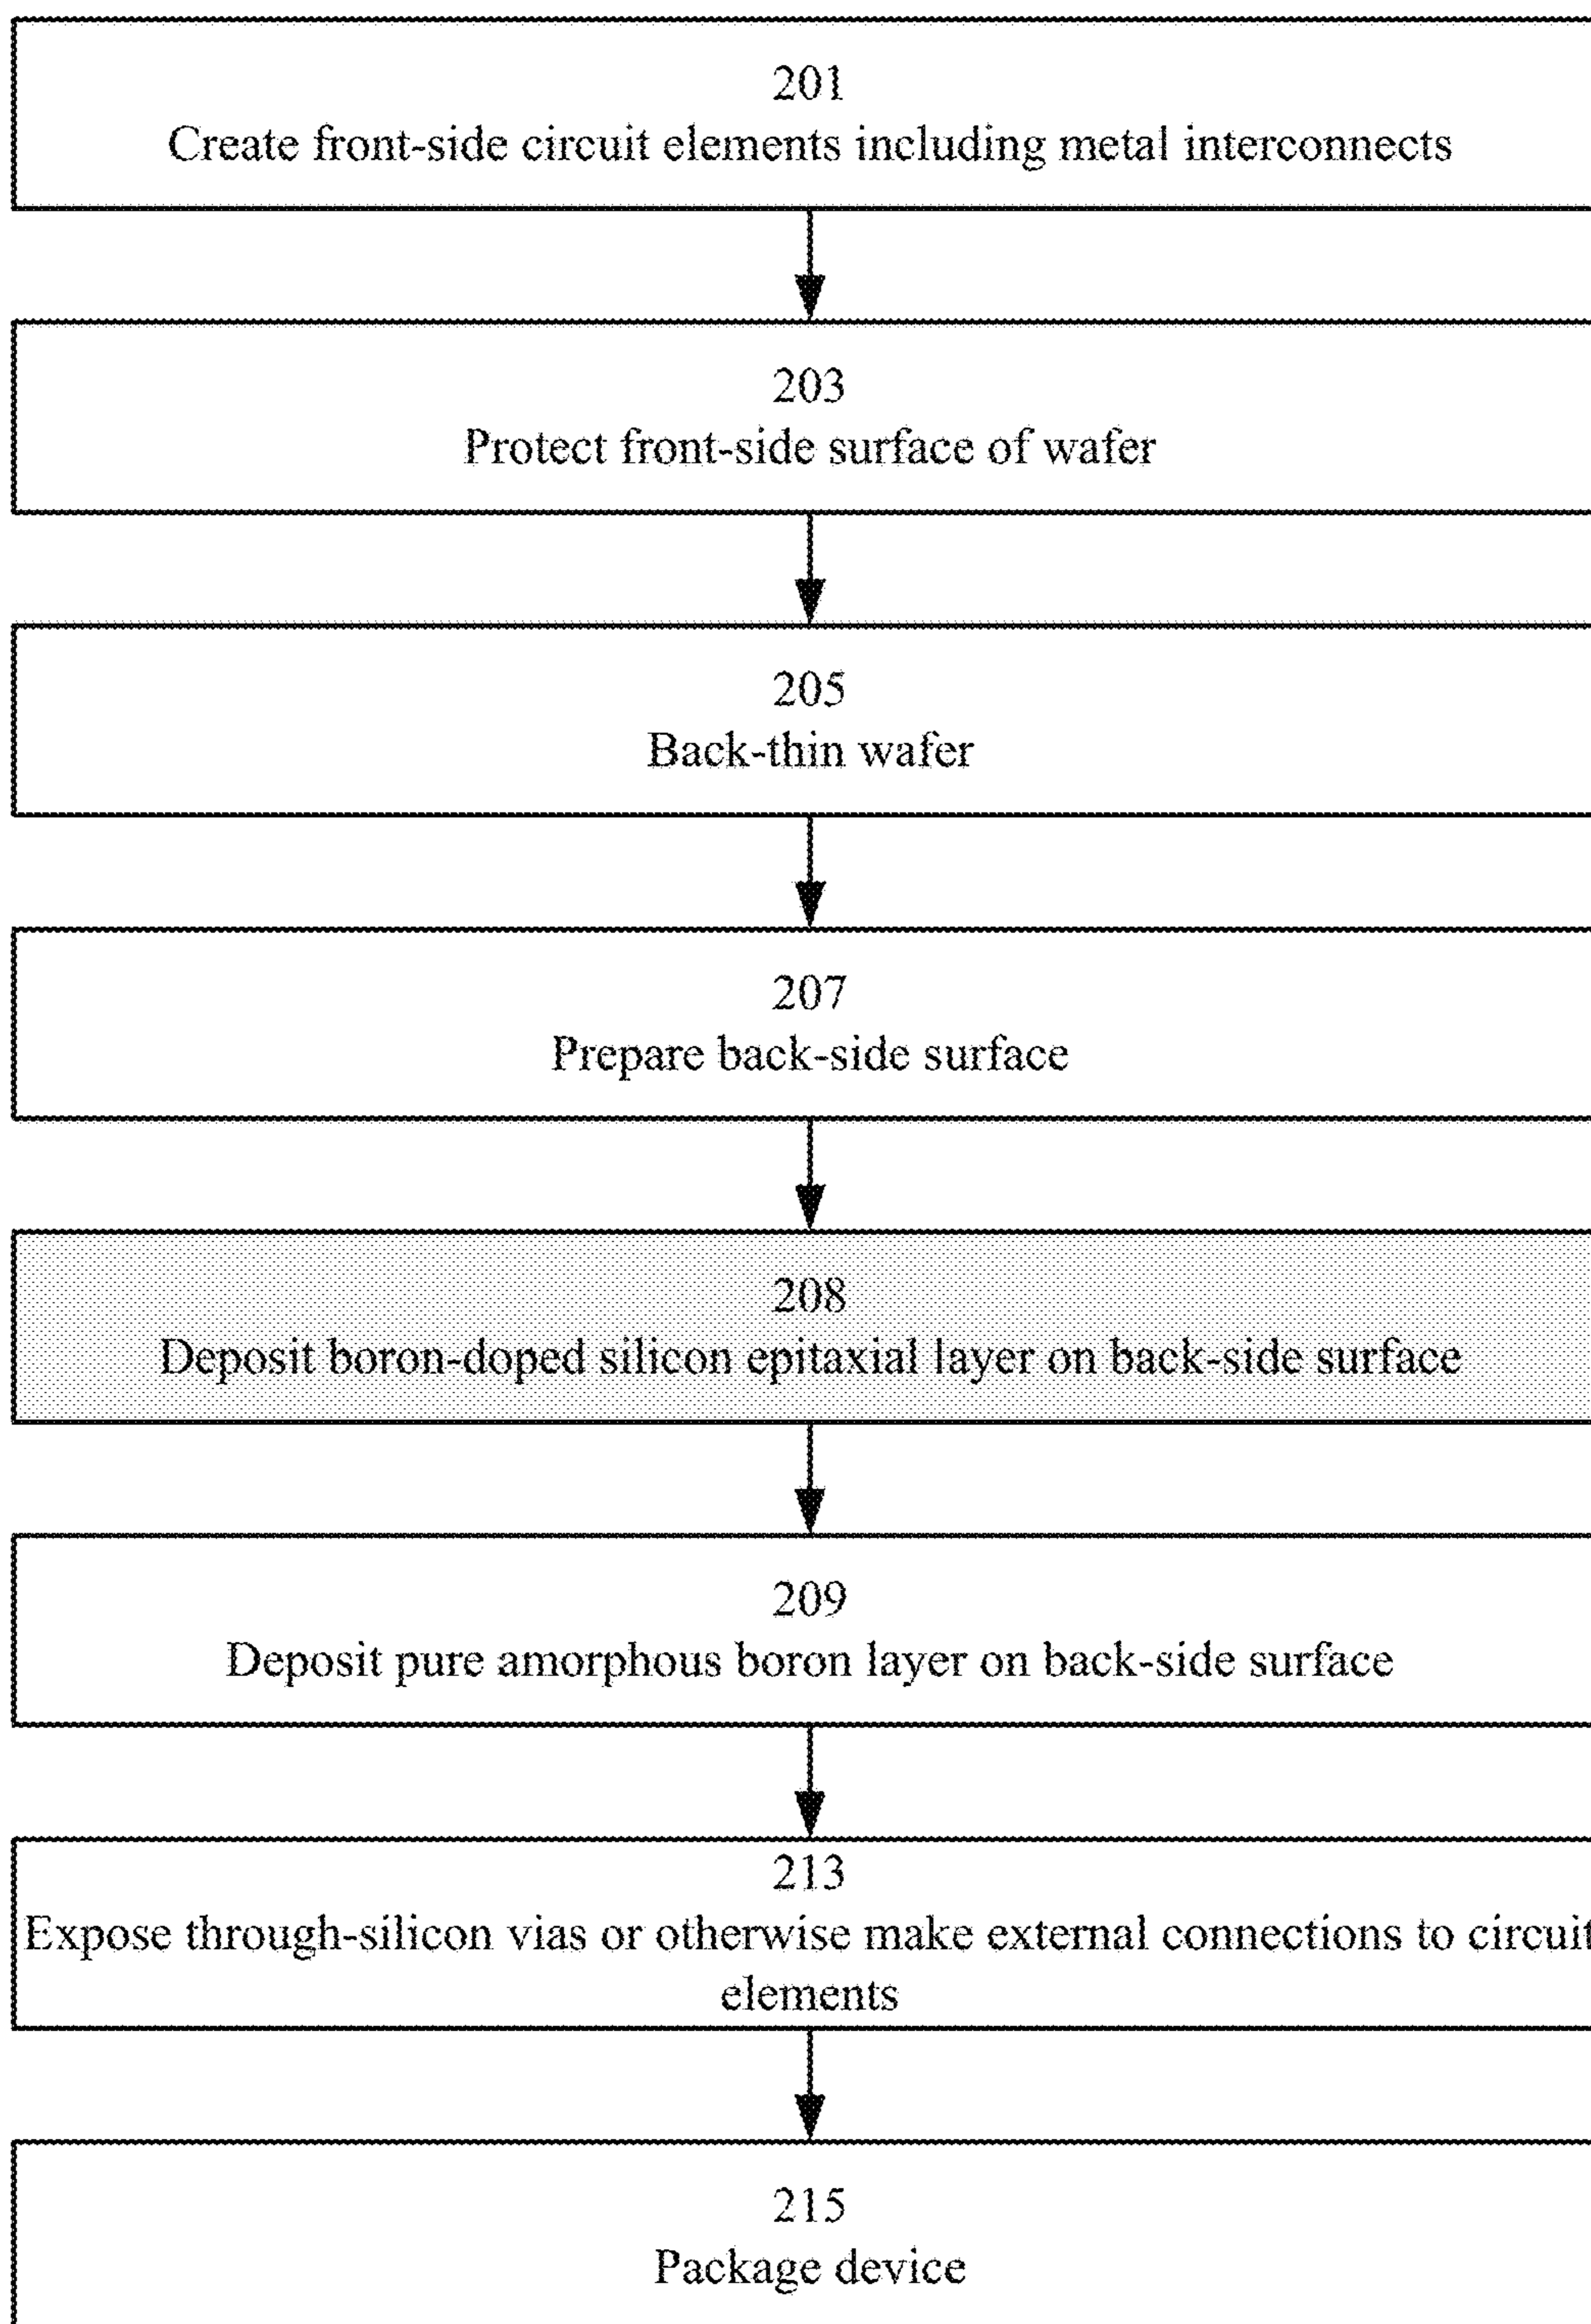 201
Create front-side circuit elements including metal interconnects
203
Protect front-side surface of wafer
205
Back-thin wafer
207
Prepare back-side surface
208
Deposit boron-doped silicon epitaxial layer on back-side surface
209
Deposit pure amorphous boron layer on back-side surface
213
Expose through-silicon vias or otherwise make external connections to circuit
elements
215
Package device